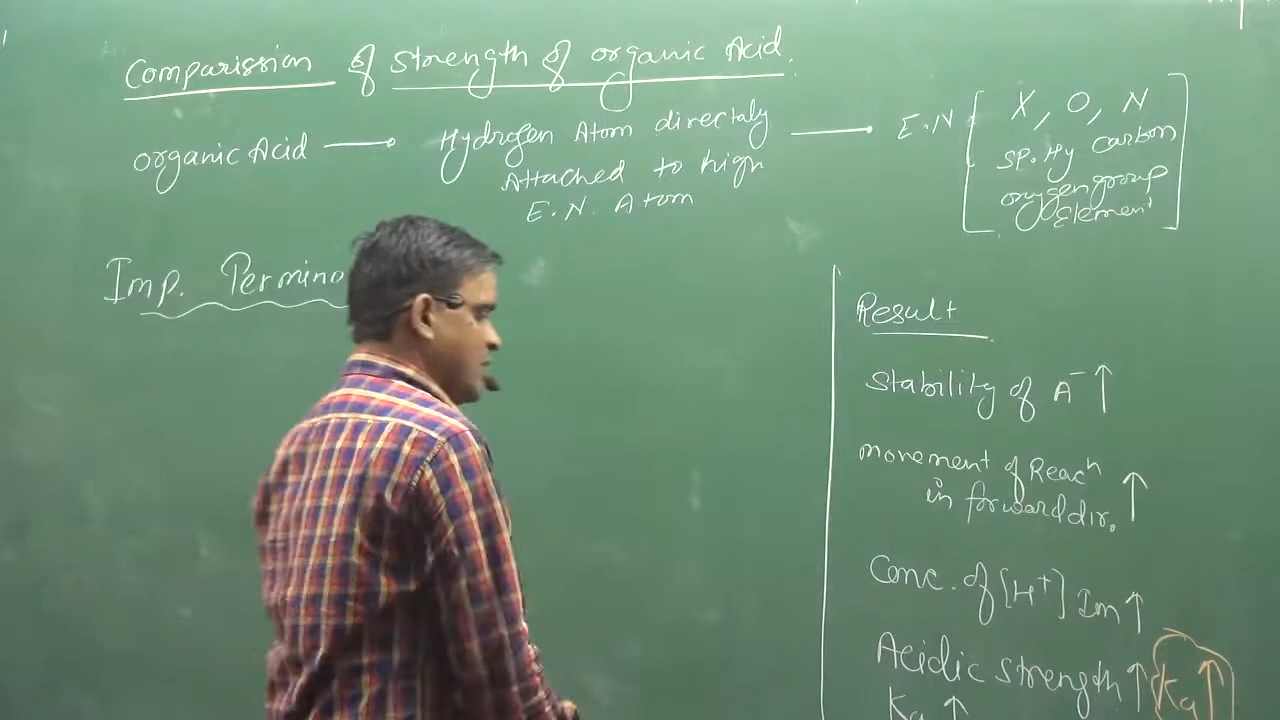 Comparission of strength of organic Acid.
organic Acid → Hydrogen Atom directaly → E.N [ X, O, N
Attached to high
E.N. Atom
SP. Hy carbon
oxygen group
Element ]
Imp. Permino
Result
Stability of A⁻ ↑
movement of Reacⁿ
in forward dir. ↑
Conc. of [H⁺] Im ↑
Acidic strength ↑ Ka ↑
Ka ↑